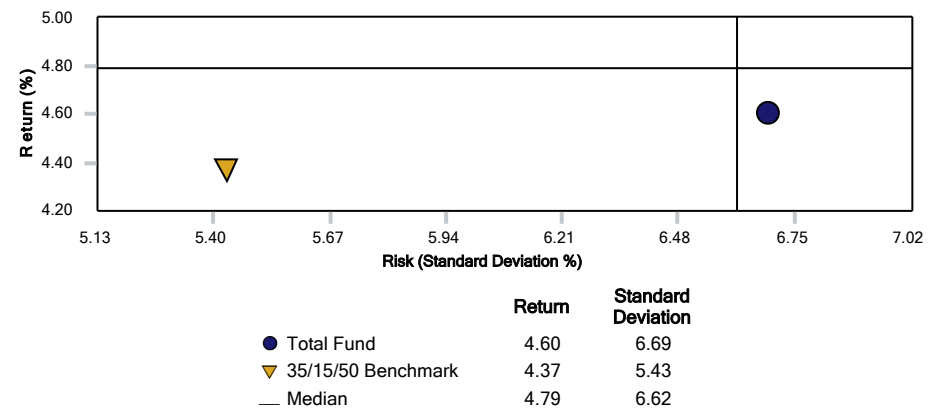 5.00
4.80
4.60
4.40
4.20
Return (%)
5.13 5.40 5.67 5.94 6.21 6.48 6.75 7.02
Risk (Standard Deviation %)
Return Standard Deviation
Total Fund 4.60 6.69
35/15/50 Benchmark 4.37 5.43
Median 4.79 6.62